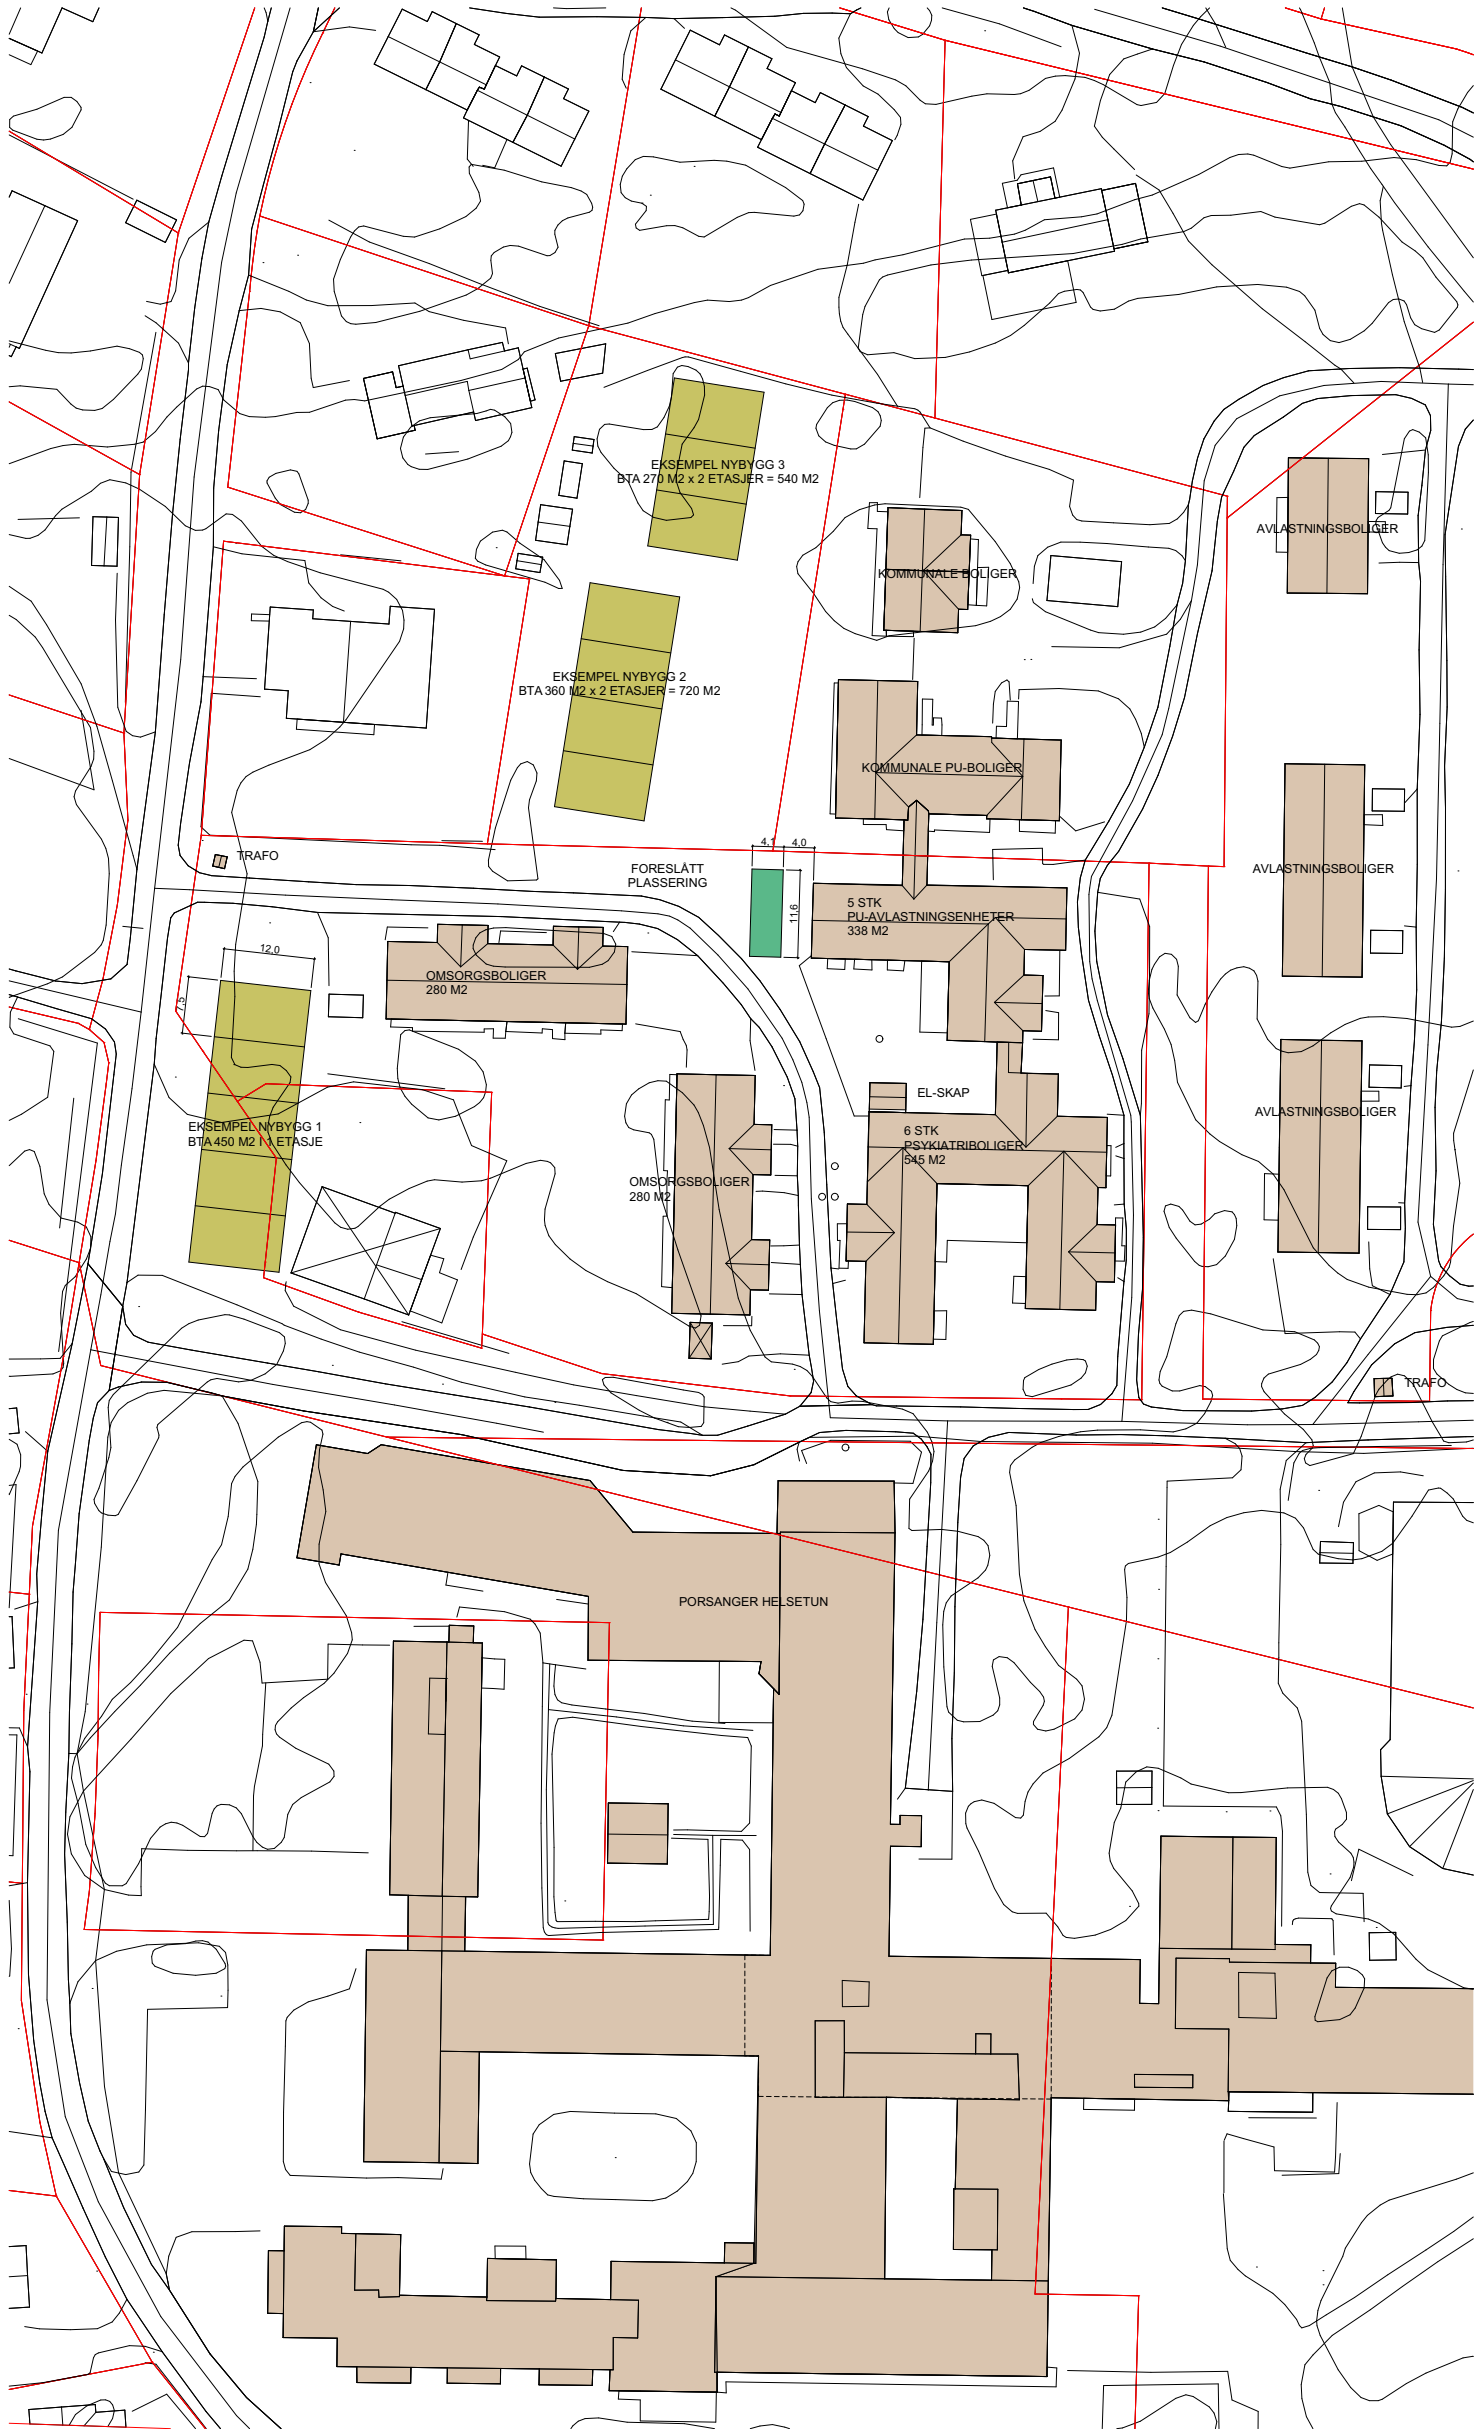 EKSEMPEL NYBYGG 3
BTA 270 M2 x 2 ETASJER = 540 M2
AVLASTNINGSBOLIGER
KOMMUNALE BOLIGER
EKSEMPEL NYBYGG 2
BTA 360 M2 x 2 ETASJER = 720 M2
KOMMUNALE PU-BOLIGER
4,1
4,0
TRAFO
FORESLÅTT
PLASSERING
AVLASTNINGSBOLIGER
11,6
5 STK
PU-AVLASTNINGSENHETER
338 M2
12,0
7,5
OMSORGSBOLIGER
280 M2
EL-SKAP
AVLASTNINGSBOLIGER
EKSEMPEL NYBYGG 1
BTA 450 M2 I 1 ETASJE
6 STK
PSYKIATRIBOLIGER
545 M2
OMSORGSBOLIGER
280 M2
TRAFO
PORSANGER HELSETUN